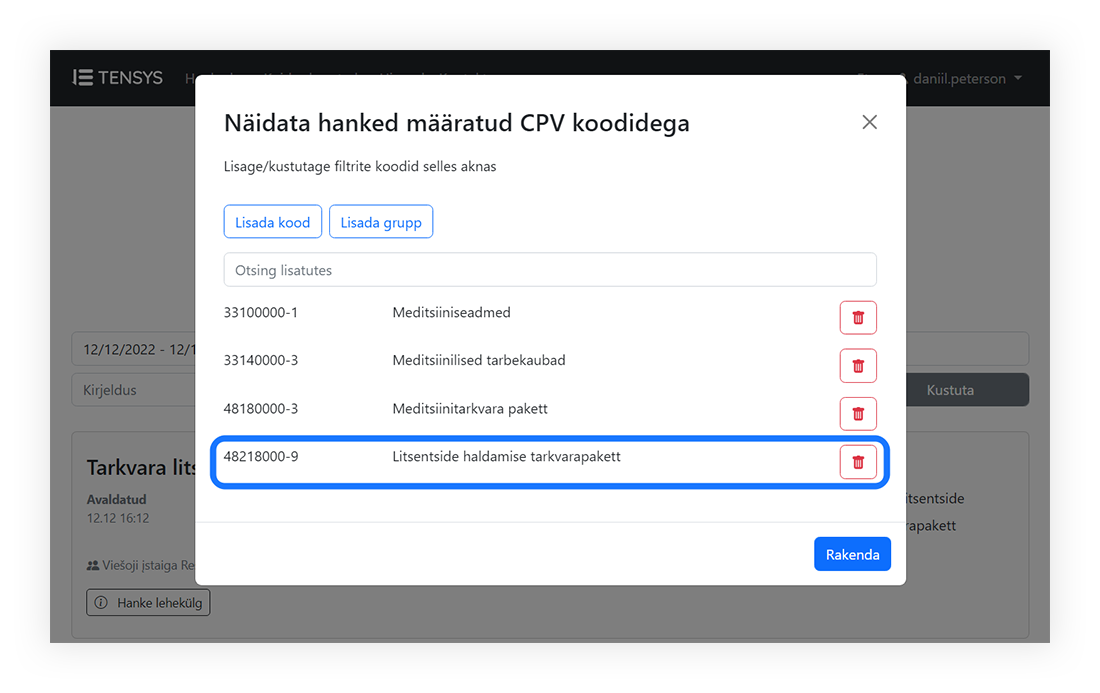 TENSYS
daniil.peterson
Näidata hanked määratud CPV koodidega
Lisage/kustutage filtrite koodid selles aknas
Lisada kood
Lisada grupp
Otsing lisatutes
33100000-1 Meditsiiniseadmed
33140000-3 Meditsiinilised tarbekaubad
48180000-3 Meditsiinitarkvara pakett
48218000-9 Litsentside haldamise tarkvarapakett
Rakenda
12/12/2022 - 12/1
Kirjeldus
Kustuta
Tarkvara lits
Avaldatud
12.12 16:12
itsentside
rapakett
Viešoji įstaiga Re
Hanke lehekülg